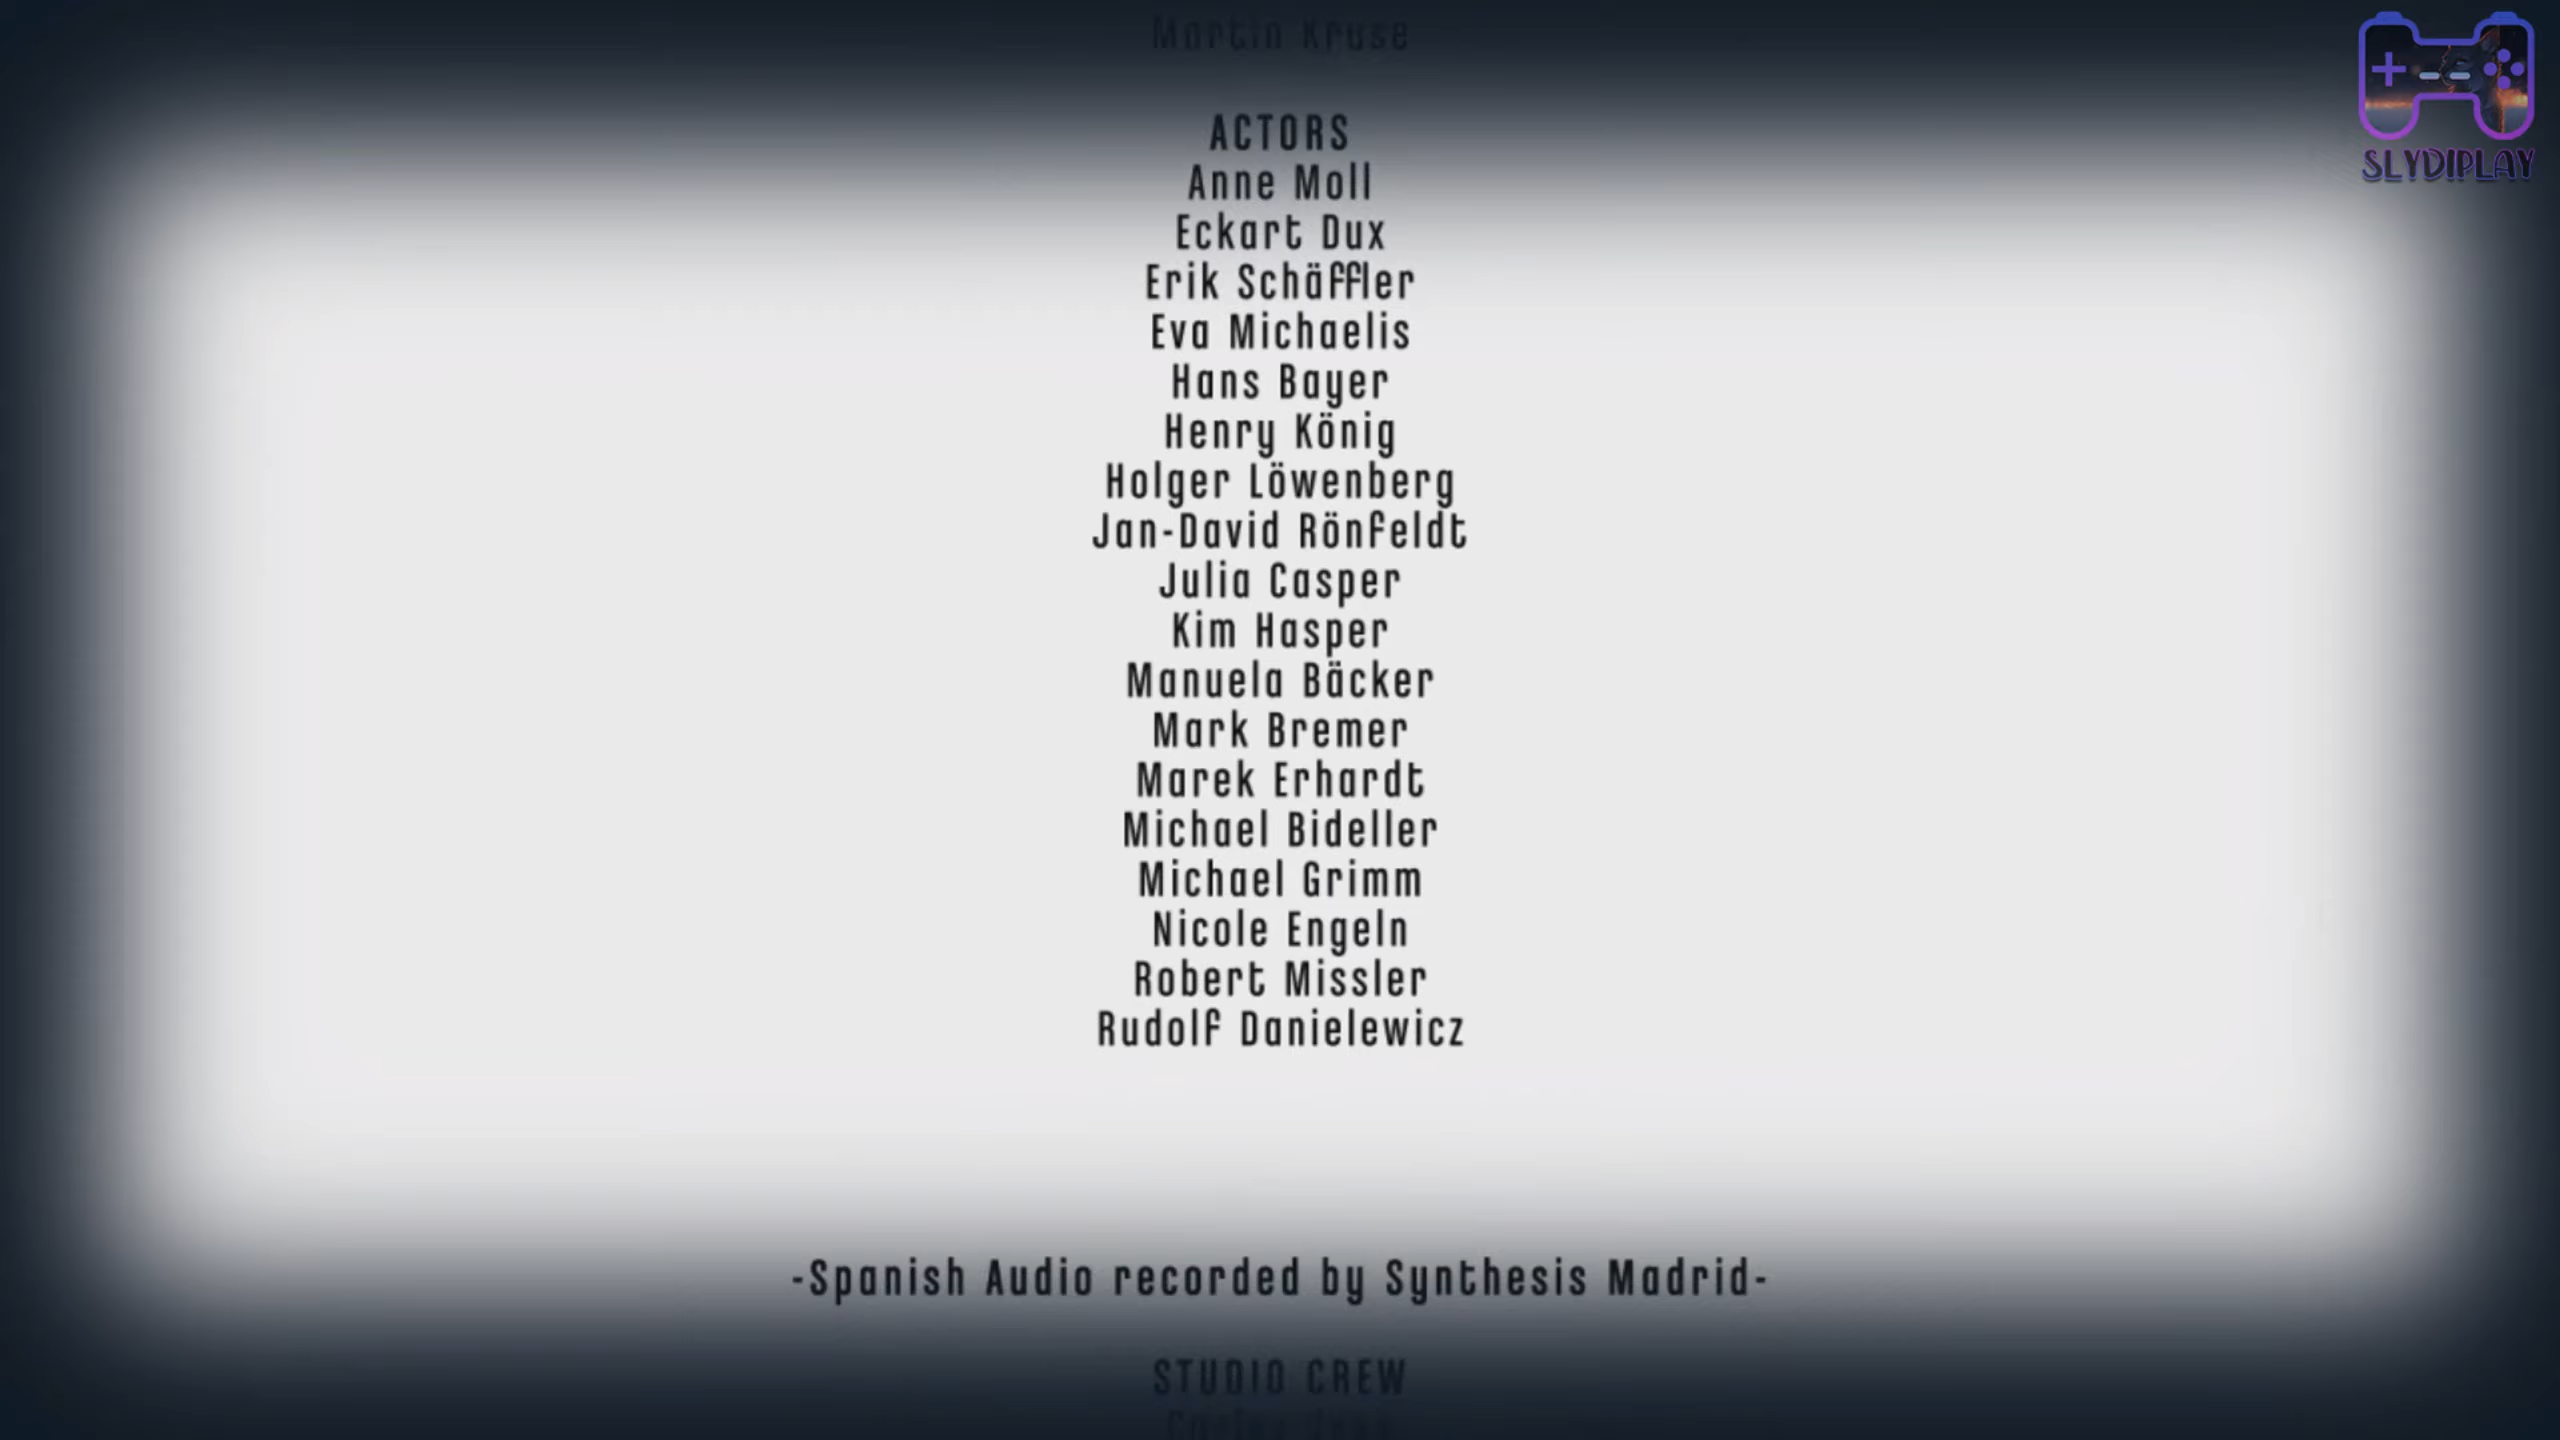 Martin Kruse
SLYDIPLAY
ACTORS
Anne Moll
Eckart Dux
Erik Schäffler
Eva Michaelis
Hans Bayer
Henry König
Holger Löwenberg
Jan-David Rönfeldt
Julia Casper
Kim Hasper
Manuela Bäcker
Mark Bremer
Marek Erhardt
Michael Bideller
Michael Grimm
Nicole Engeln
Robert Missler
Rudolf Danielewicz
-Spanish Audio recorded by Synthesis Madrid-
STUDIO CREW